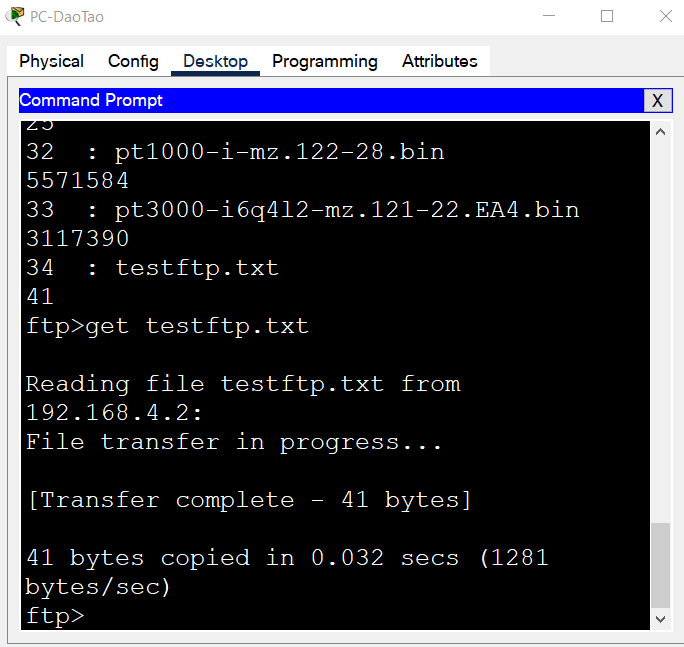 PC-DaoTao
Physical Config Desktop Programming Attributes
Command Prompt X
25
32 : pt1000-i-mz.122-28.bin
5571584
33 : pt3000-i6q4l2-mz.121-22.EA4.bin
3117390
34 : testftp.txt
41
ftp>get testftp.txt
Reading file testftp.txt from
192.168.4.2:
File transfer in progress...
[Transfer complete - 41 bytes]
41 bytes copied in 0.032 secs (1281
bytes/sec)
ftp>